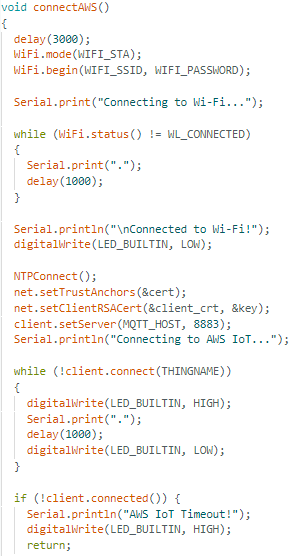 void connectAWS()
{
  delay(3000);
  WiFi.mode(WIFI_STA);
  WiFi.begin(WIFI_SSID, WIFI_PASSWORD);

  Serial.print("Connecting to Wi-Fi...");

  while (WiFi.status() != WL_CONNECTED)
  {
    Serial.print(".");
    delay(1000);
  }

  Serial.println("\nConnected to Wi-Fi!");
  digitalWrite(LED_BUILTIN, LOW);

  NTPConnect();
  net.setTrustAnchors(&cert);
  net.setClientRSACert(&client_crt, &key);
  client.setServer(MQTT_HOST, 8883);
  Serial.println("Connecting to AWS IoT...");

  while (!client.connect(THINGNAME))
  {
    digitalWrite(LED_BUILTIN, HIGH);
    Serial.print(".");
    delay(1000);
    digitalWrite(LED_BUILTIN, LOW);
  }

  if (!client.connected()) {
    Serial.println("AWS IoT Timeout!");
    digitalWrite(LED_BUILTIN, HIGH);
    return;